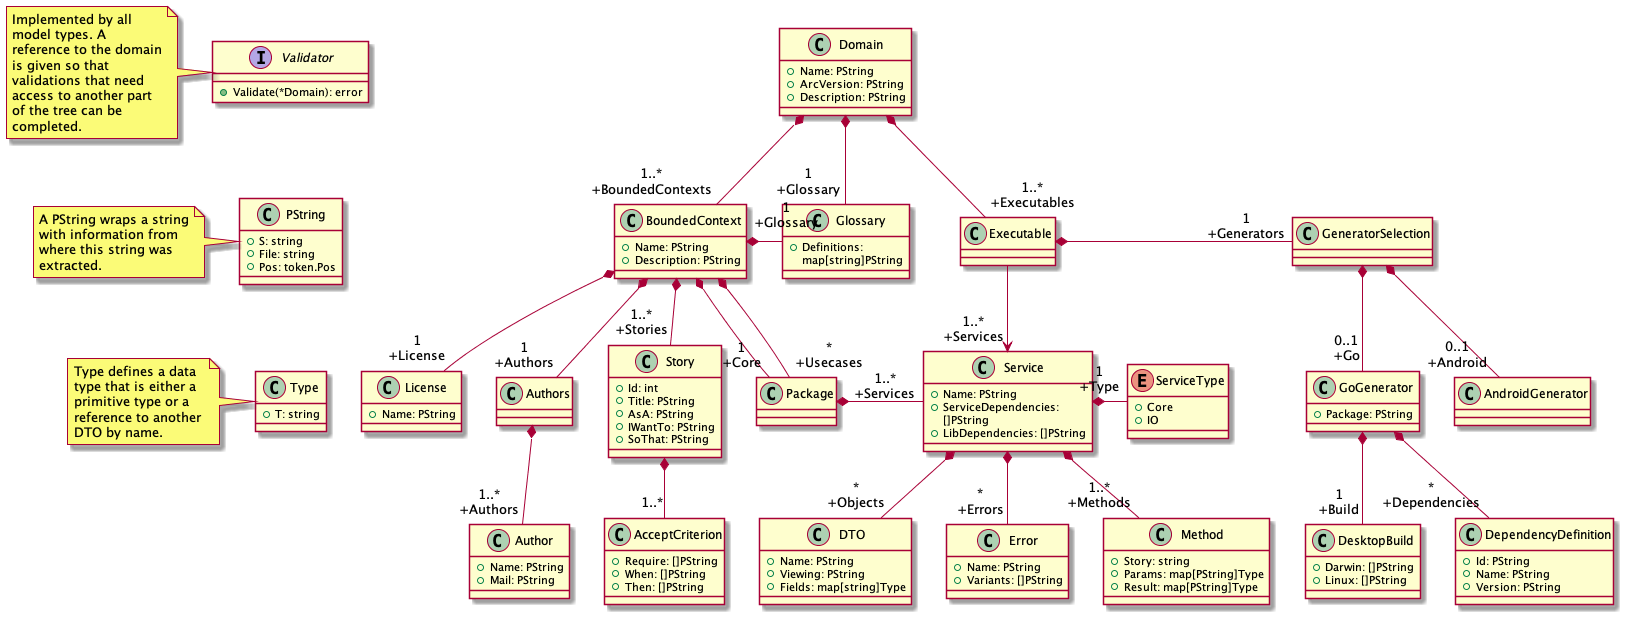 Implemented by all
model types. A
reference to the domain
is given so that
validations that need
access to another part
of the tree can be
completed.
I Validator
Validate(*Domain): error
C Domain
Name: PString
ArcVersion: PString
Description: PString
1..*
+BoundedContexts
1
+Glossary
1..*
+Executables
A PString wraps a string
with information from
where this string was
extracted.
C PString
S: string
File: string
Pos: token.Pos
C BoundedContext
Name: PString
Description: PString
1
+Glossary
C Glossary
Definitions:
map[string]PString
C Executable
1
+Generators
C GeneratorSelection
1
+License
1
+Authors
1..*
+Stories
1
+Core
*
+Usecases
1..*
+Services
0..1
+Go
0..1
+Android
Type defines a data
type that is either a
primitive type or a
reference to another
DTO by name.
C Type
T: string
C License
Name: PString
C Authors
C Story
Id: int
Title: PString
AsA: PString
IWantTo: PString
SoThat: PString
C Package
1..*
+Services
C Service
Name: PString
ServiceDependencies:
[]PString
LibDependencies: []PString
1
+Type
E ServiceType
Core
IO
C GoGenerator
Package: PString
C AndroidGenerator
1..*
+Authors
1..*
*
+Objects
*
+Errors
1..*
+Methods
1
+Build
*
+Dependencies
C Author
Name: PString
Mail: PString
C AcceptCriterion
Require: []PString
When: []PString
Then: []PString
C DTO
Name: PString
Viewing: PString
Fields: map[string]Type
C Error
Name: PString
Variants: []PString
C Method
Story: string
Params: map[PString]Type
Result: map[PString]Type
C DesktopBuild
Darwin: []PString
Linux: []PString
C DependencyDefinition
Id: PString
Name: PString
Version: PString